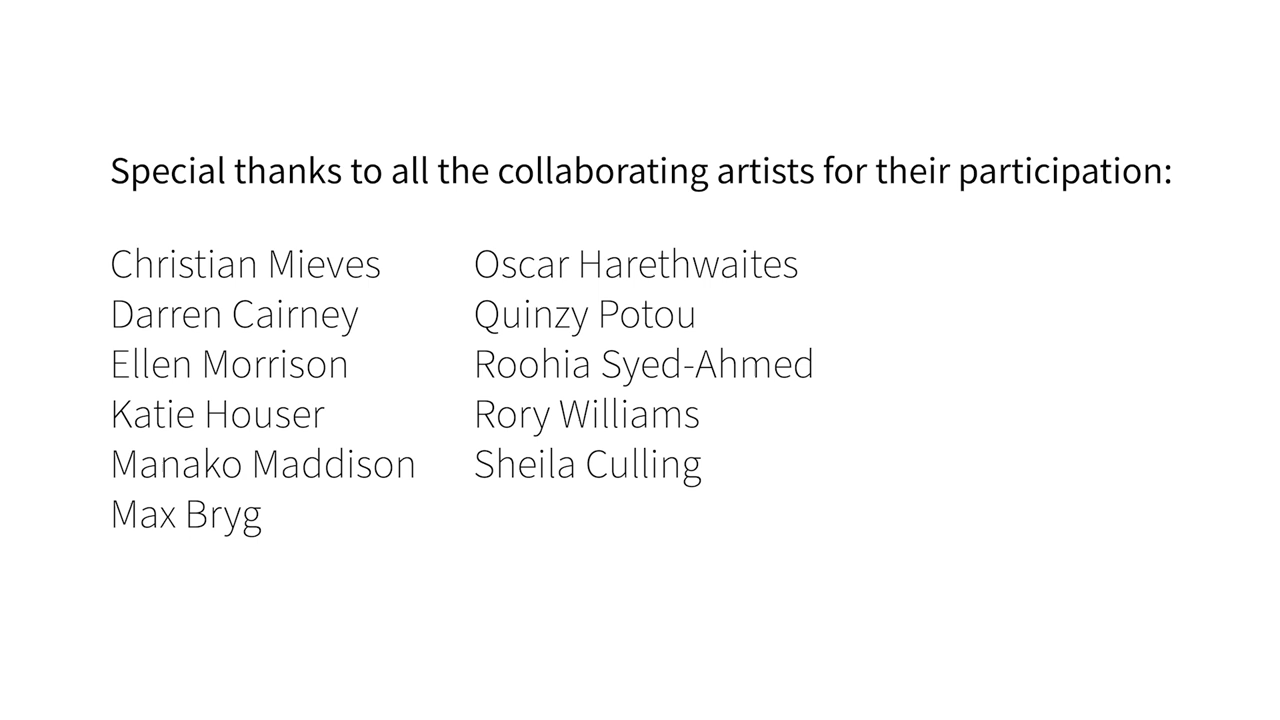 Special thanks to all the collaborating artists for their participation:
Christian Mieves
Darren Cairney
Ellen Morrison
Katie Houser
Manako Maddison
Max Bryg
Oscar Harethwaites
Quinzy Potou
Roohia Syed-Ahmed
Rory Williams
Sheila Culling